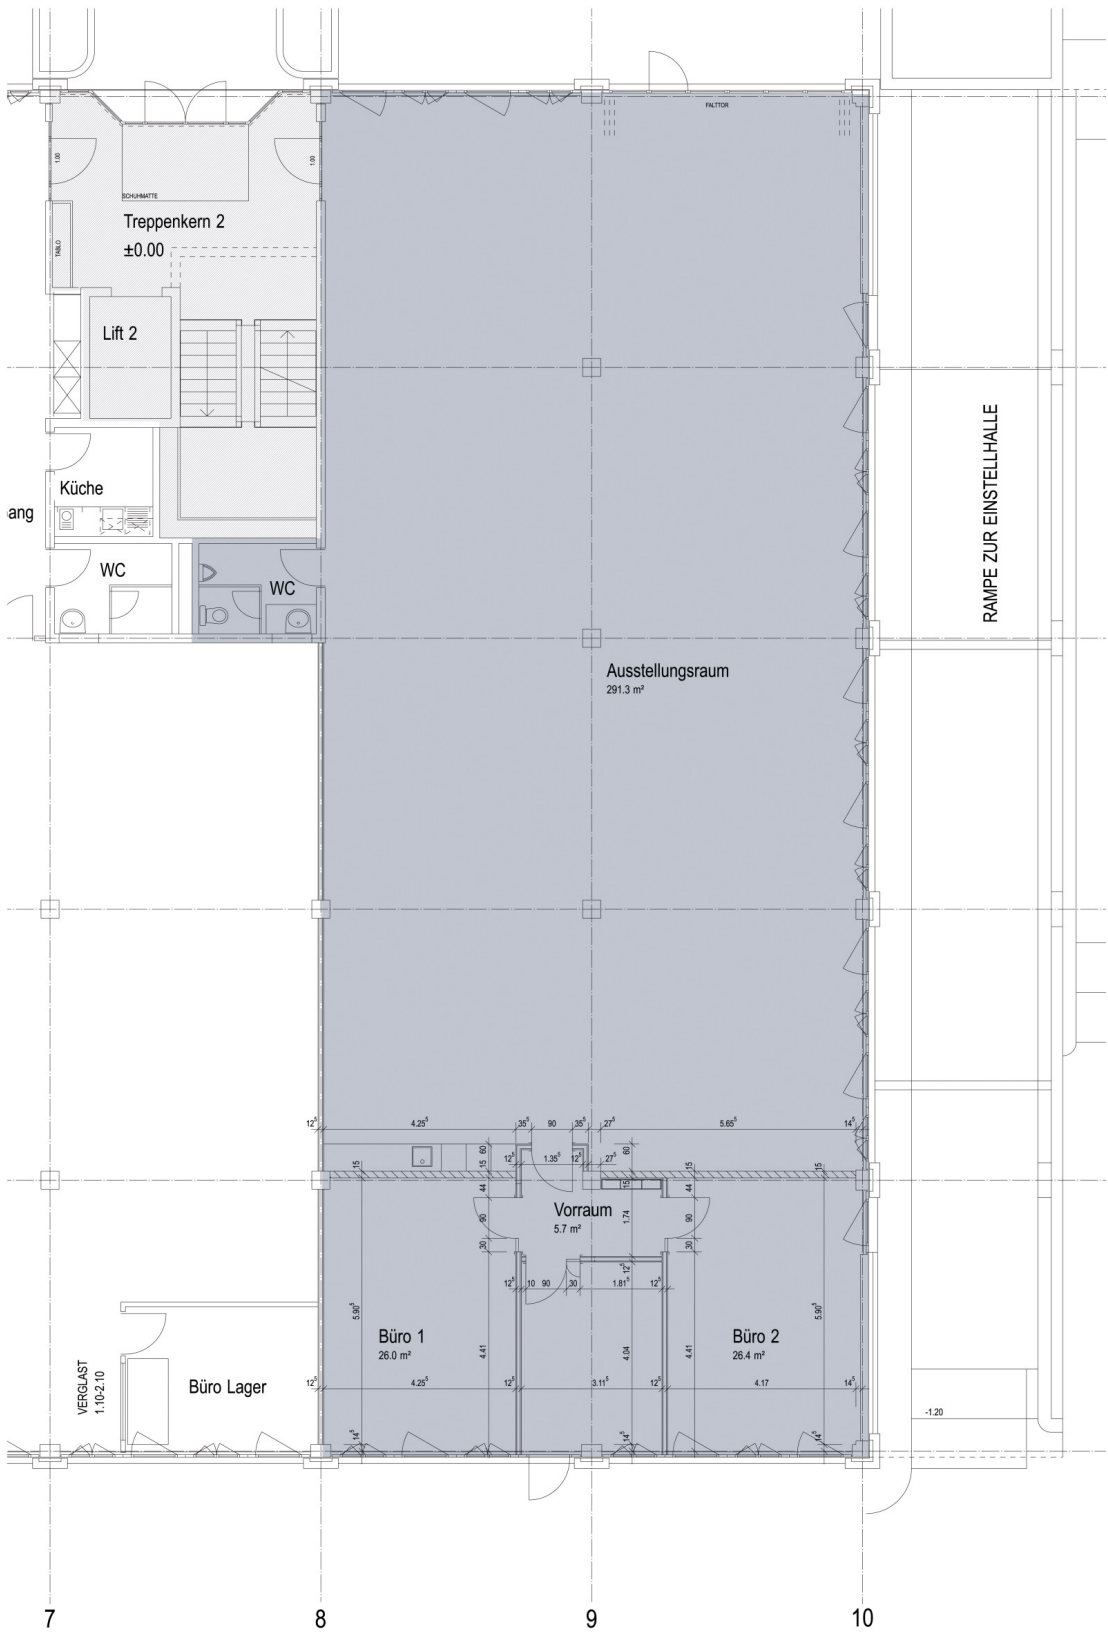 FALTTOR
1.00
1.00
SCHUHMATTE
Treppenkern 2
±0.00
TABLO
Lift 2
RAMPE ZUR EINSTELLHALLE
Küche
ang
WC
WC
Ausstellungsraum
291.3 m²
12⁵ 4.25⁵ 35⁵ 90 35⁵ 27⁵ 5.65⁵ 14⁵
60 60
12⁵ 1.35⁵ 12⁵ 27⁵
15 15 15 15 15
44 15 44
Vorraum
5.7 m²
90 1.74 90
30 30
12⁵
12⁵ 10 90 30 1.81⁵ 12⁵
5.90⁵ 5.90⁵
Büro 1
26.0 m²
4.41 4.04 4.41
Büro 2
26.4 m²
VERGLAST
1.10-2.10
Büro Lager
12⁵ 4.25⁵ 12⁵ 3.11⁵ 12⁵ 4.17 14⁵
-1.20
14⁵ 14⁵ 14⁵
7 8 9 10